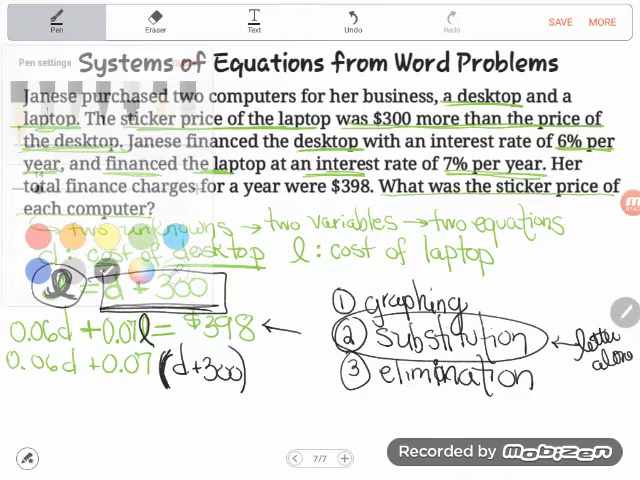 Pen
Eraser
Text
Undo
Redo
SAVE
MORE
Pen settings
Systems of Equations from Word Problems
Janese purchased two computers for her business, a desktop and a
laptop. The sticker price of the laptop was $300 more than the price of
the desktop. Janese financed the desktop with an interest rate of 6% per
year, and financed the laptop at an interest rate of 7% per year. Her
total finance charges for a year were $398. What was the sticker price of
each computer?
two unknowns → two variables → two equations
d : cost of desktop l : cost of laptop
l = d + 300
0.06d + 0.07l = $398 ←
0.06d + 0.07 (d+300)
① graphing
② substitution
③ elimination
← letter
alone
7/7
Recorded by mobizen